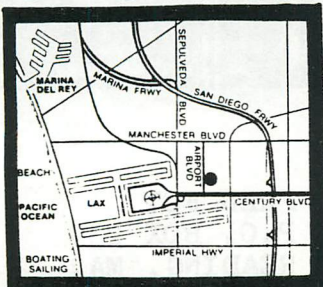 MARINA
DEL REY
MARINA FRWY
SEPULVEDA BLVD
SAN DIEGO FRWY
MANCHESTER BLVD
AIRPORT
BLVD
BEACH
PACIFIC
OCEAN
LAX
CENTURY BLVD
IMPERIAL HWY
BOATING
SAILING